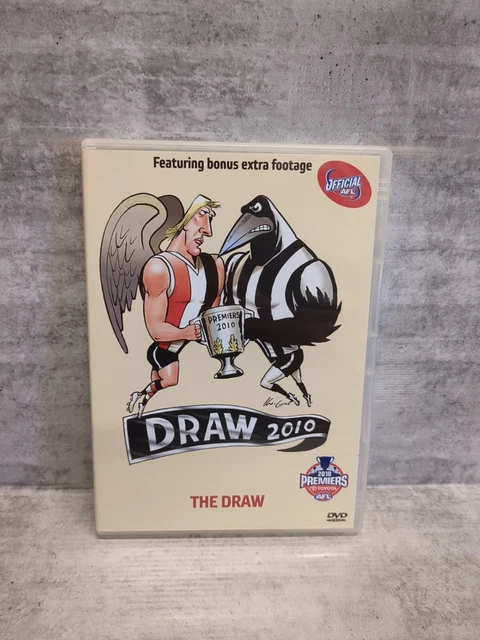 Featuring bonus extra footage
OFFICIAL
AFL
PREMIERS
2010
DRAW 2010
2010
PREMIERS
TOYOTA
AFL
THE DRAW
DVD